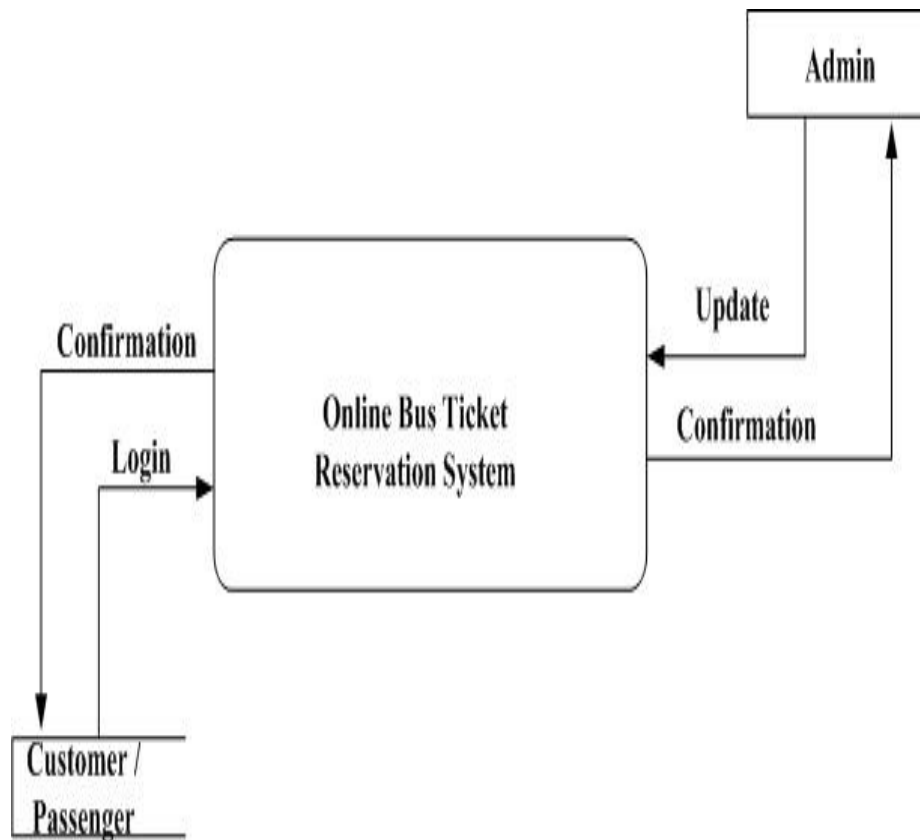 Admin
Update
Confirmation
Confirmation
Online Bus Ticket
Reservation System
Login
Customer /
Passenger